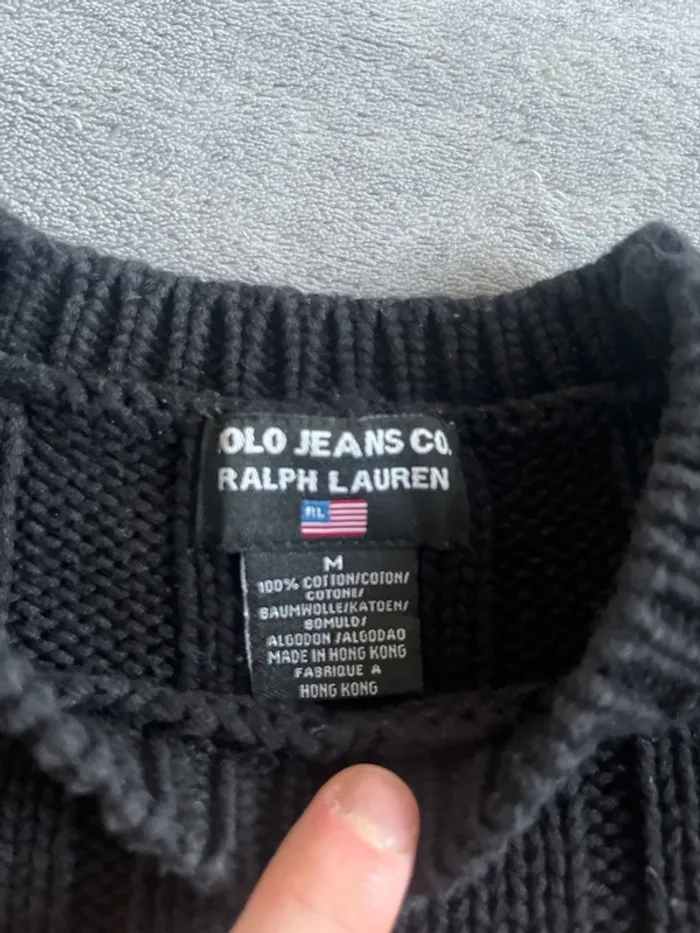 OLO JEANS CO.
RALPH LAUREN
RL
M
100% COTTON/COTON/
COTONE/
BAUMWOLLE/KATOEN/
BOMULD/
ALGODON/ALGODAO
MADE IN HONG KONG
FABRIQUE A
HONG KONG